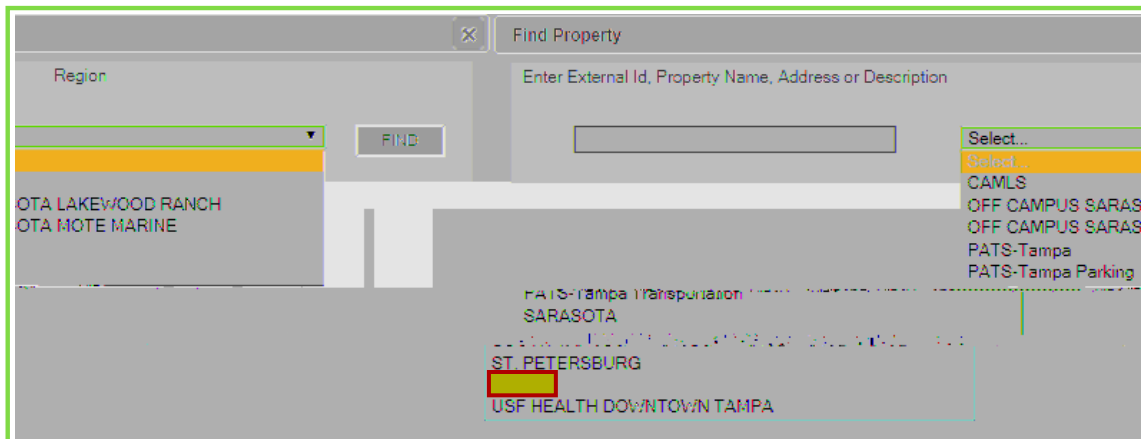 Find Property
Region
Enter External Id, Property Name, Address or Description
FIND
Select...
Select...
CAMLS
OTA LAKEWOOD RANCH
OFF CAMPUS SARAS
OTA MOTE MARINE
OFF CAMPUS SARAS
PATS-Tampa
PATS-Tampa Parking
PATS-Tampa Transportation
SARASOTA
ST. PETERSBURG
USF HEALTH DOWNTOWN TAMPA